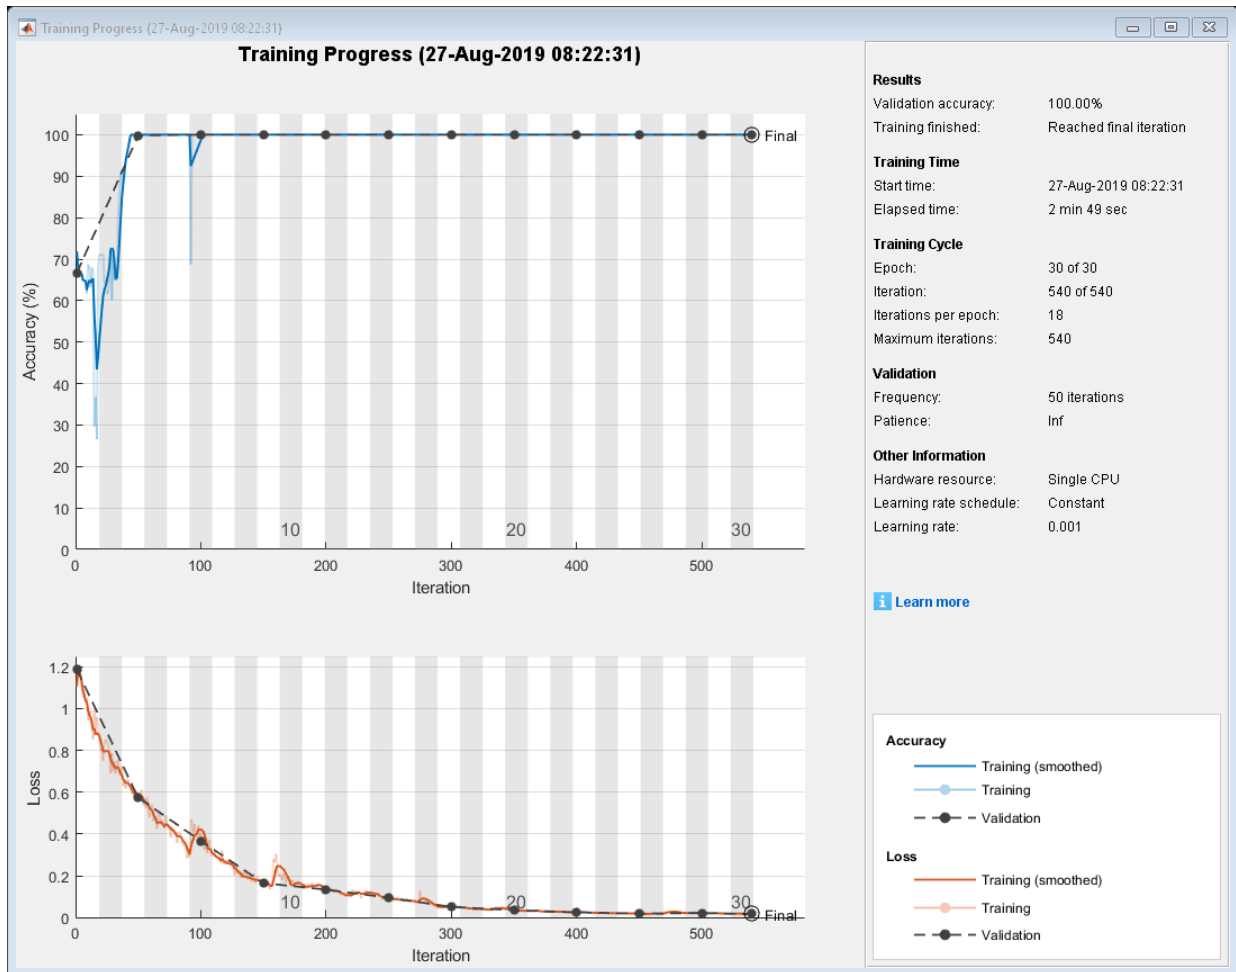 Training Progress (27-Aug-2019 08:22:31)
Training Progress (27-Aug-2019 08:22:31)
Accuracy (%)
100
90
80
70
60
50
40
30
20
10
0
Final
10 20 30
0 100 200 300 400 500
Iteration
Loss
1.2
1
0.8
0.6
0.4
0.2
0
10 20 30
Final
0 100 200 300 400 500
Iteration
Results
Validation accuracy: 100.00%
Training finished: Reached final iteration
Training Time
Start time: 27-Aug-2019 08:22:31
Elapsed time: 2 min 49 sec
Training Cycle
Epoch: 30 of 30
Iteration: 540 of 540
Iterations per epoch: 18
Maximum iterations: 540
Validation
Frequency: 50 iterations
Patience: Inf
Other Information
Hardware resource: Single CPU
Learning rate schedule: Constant
Learning rate: 0.001
i Learn more
Accuracy
Training (smoothed)
Training
Validation
Loss
Training (smoothed)
Training
Validation